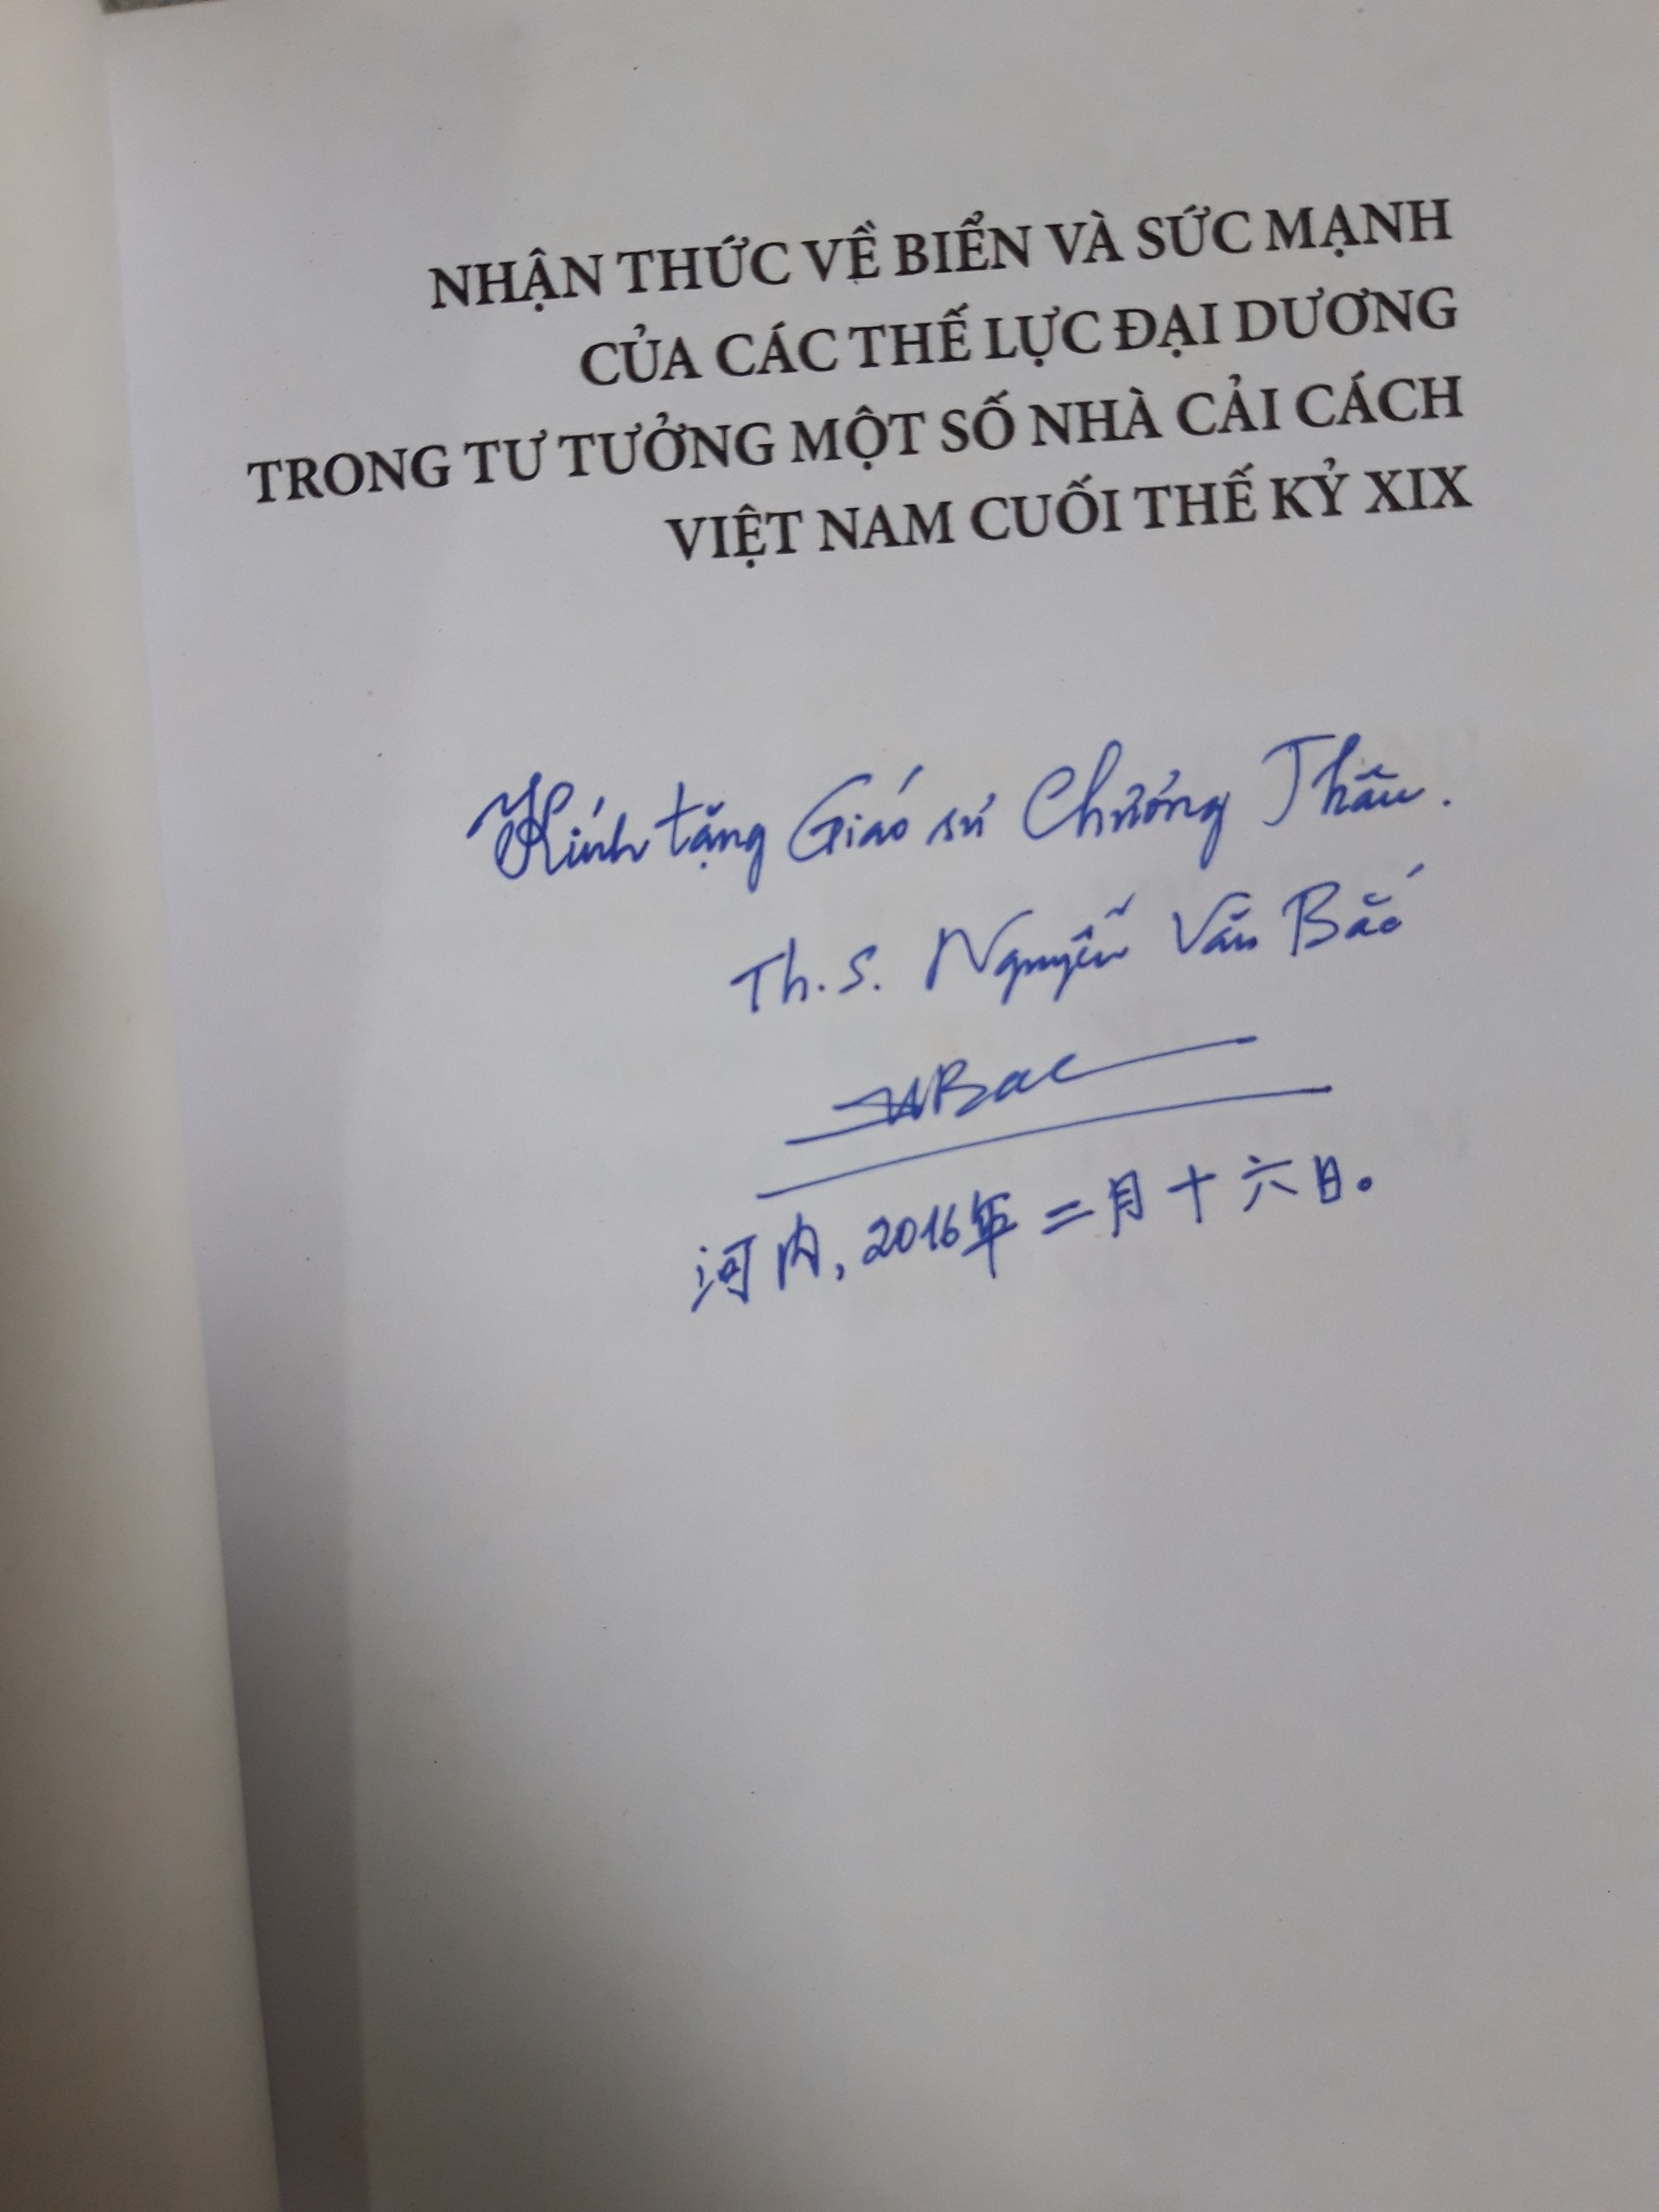 NHẬN THỨC VỀ BIỂN VÀ SỨC MẠNH
CỦA CÁC THẾ LỰC ĐẠI DƯƠNG
TRONG TƯ TƯỞNG MỘT SỐ NHÀ CẢI CÁCH
VIỆT NAM CUỐI THẾ KỶ XIX
Kính tặng Giáo sư Chương Thâu.
Th.S. Nguyễn Văn Bắc
Bac
河内, 2016年二月十六日。